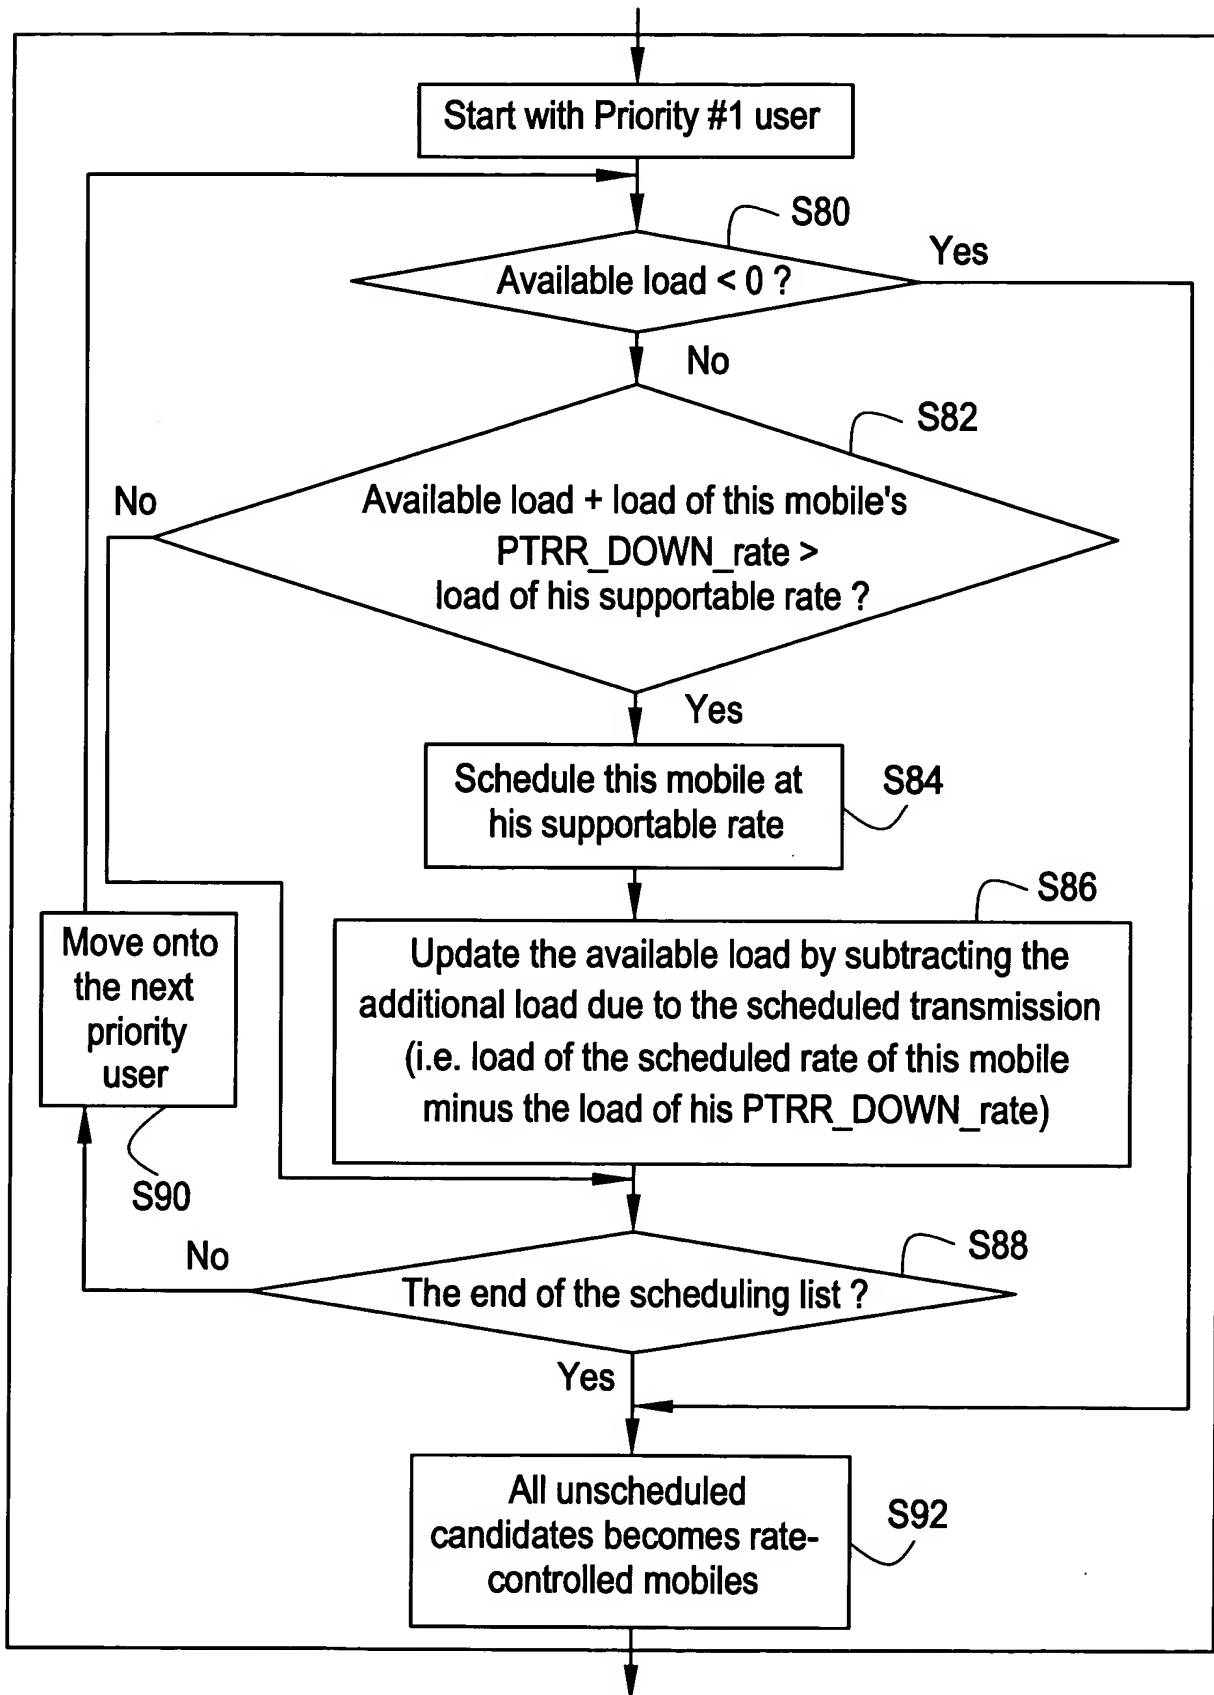 Start with Priority #1 user
S80
Yes
Available load < 0 ?
No
S82
No
Available load + load of this mobile's
PTRR_DOWN_rate >
load of his supportable rate ?
Yes
Schedule this mobile at
his supportable rate
S84
S86
Update the available load by subtracting the
additional load due to the scheduled transmission
(i.e. load of the scheduled rate of this mobile
minus the load of his PTRR_DOWN_rate)
Move onto
the next
priority
user
S90
No
S88
The end of the scheduling list ?
Yes
All unscheduled
candidates becomes rate-
controlled mobiles
S92